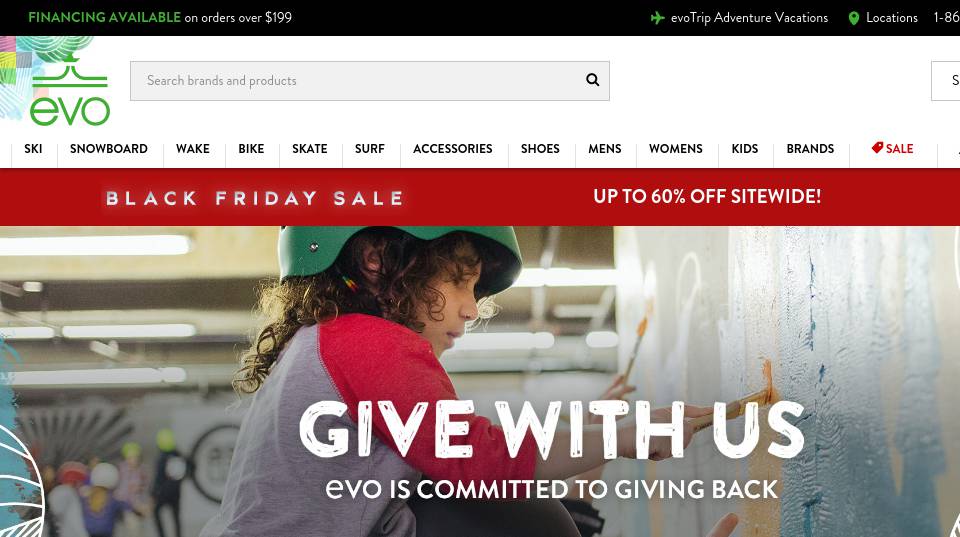 FINANCING AVAILABLE on orders over $199
evoTrip Adventure Vacations
Locations
1-86
evo
Search brands and products
S
SKI
SNOWBOARD
WAKE
BIKE
SKATE
SURF
ACCESSORIES
SHOES
MENS
WOMENS
KIDS
BRANDS
SALE
BLACK FRIDAY SALE
UP TO 60% OFF SITEWIDE!
GIVE WITH US
evo IS COMMITTED TO GIVING BACK